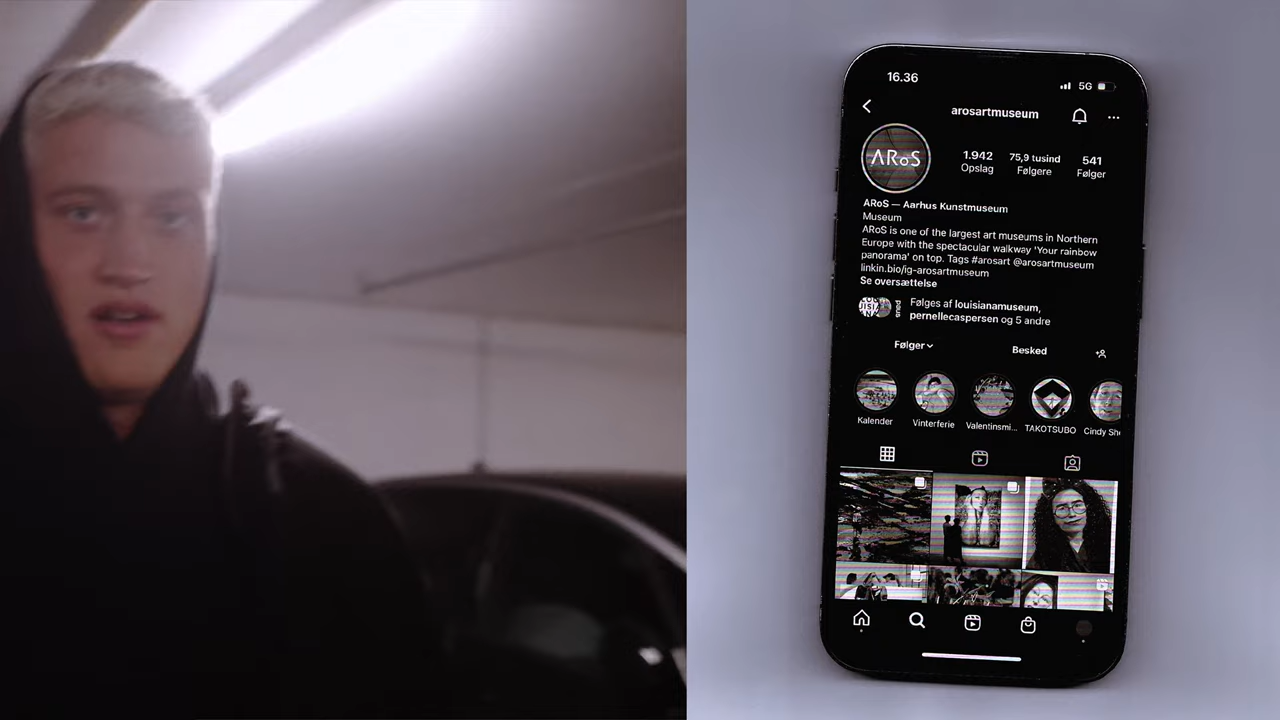 16.36
5G
arosartmuseum
ARoS
1.942
75,9 tusind
541
Opslag
Følgere
Følger
ARoS — Aarhus Kunstmuseum
Museum
ARoS is one of the largest art museums in Northern
Europe with the spectacular walkway 'Your rainbow
panorama' on top. Tags #arosart @arosartmuseum
linkin.bio/ig-arosartmuseum
Se oversættelse
Følges af louisianamuseum,
pernellecaspersen og 5 andre
Følger
Besked
Kalender
Vinterferie
Valentinsmi...
TAKOTSUBO
Cindy She